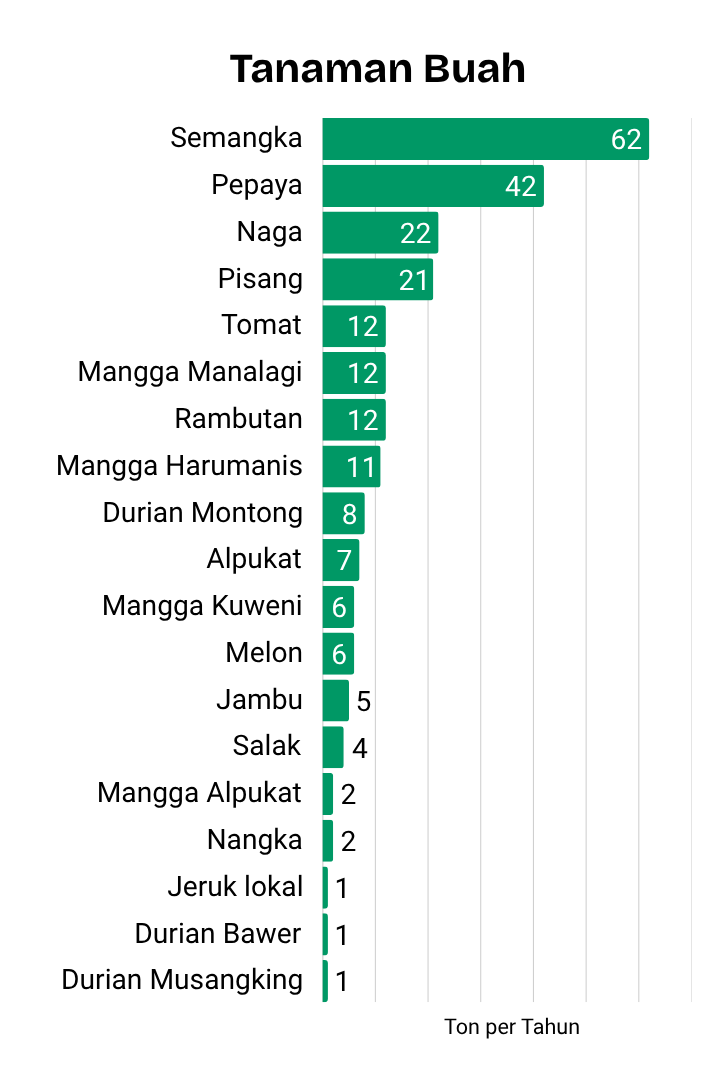 Tanaman Buah
Semangka 62
Pepaya 42
Naga 22
Pisang 21
Tomat 12
Mangga Manalagi 12
Rambutan 12
Mangga Harumanis 11
Durian Montong 8
Alpukat 7
Mangga Kuweni 6
Melon 6
Jambu 5
Salak 4
Mangga Alpukat 2
Nangka 2
Jeruk lokal 1
Durian Bawer 1
Durian Musangking 1
Ton per Tahun